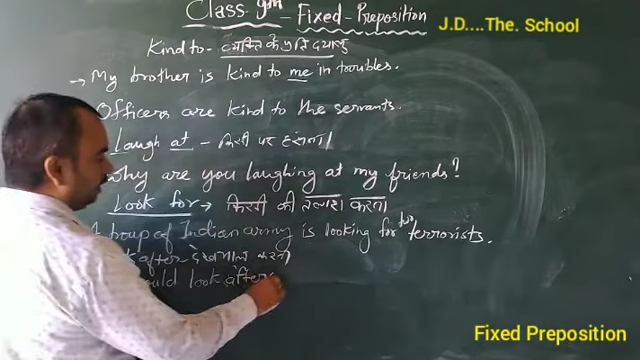 Class-9th - Fixed-Preposition
J.D....The. School
Kind to- व्यक्ति के प्रति दयालु
→ My brother is kind to me in troubles.
Officers are kind to the servants.
Laugh at - किसी पर हंसना।
Why are you laughing at my friends?
Look for → किसी की तलाश करना
troup of Indian army is looking for two terrorists.
after देखभाल करना
look after
Fixed Preposition